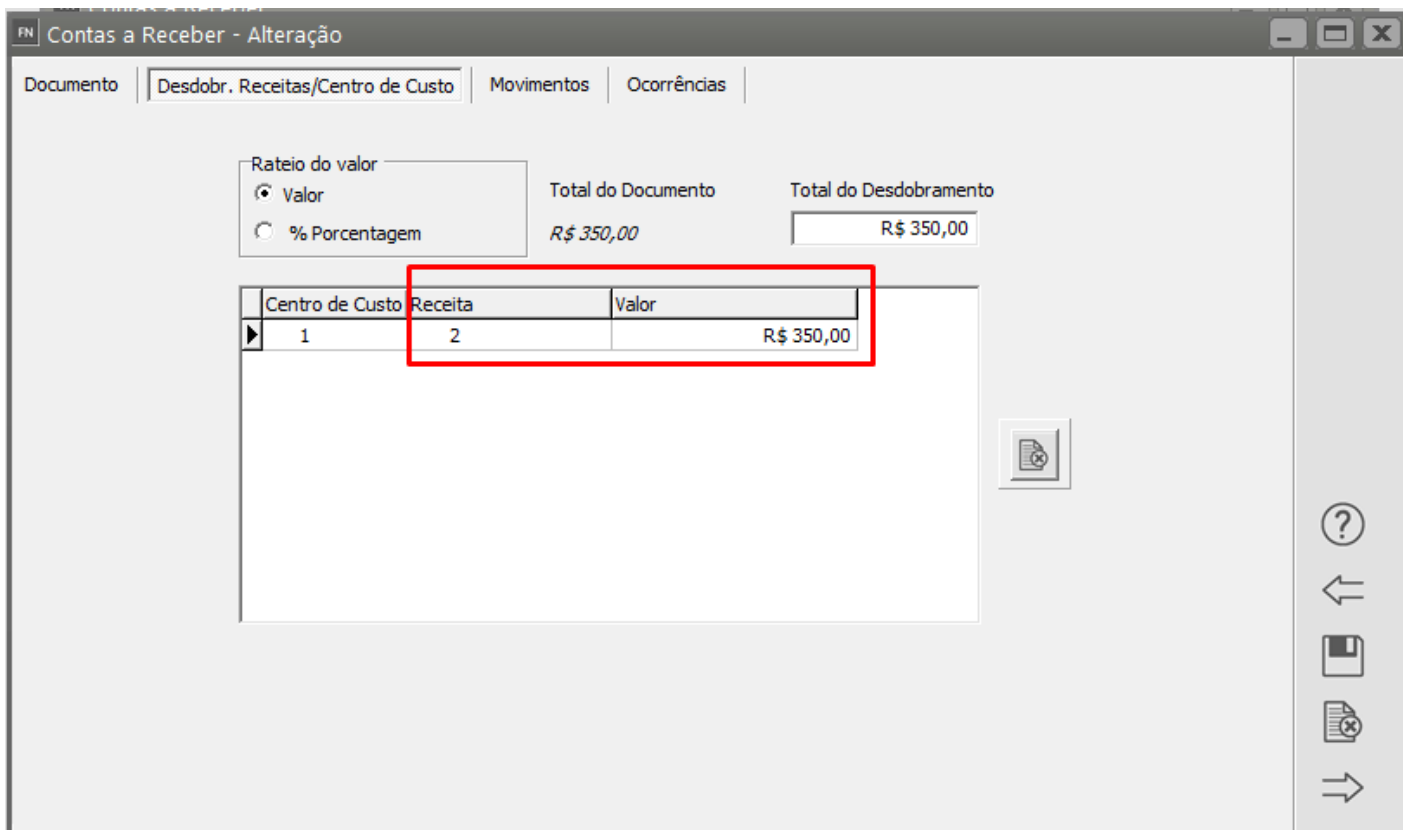 FN Contas a Receber - Alteração
Documento Desdobr. Receitas/Centro de Custo Movimentos Ocorrências
Rateio do valor
Valor
% Porcentagem
Total do Documento
R$ 350,00
Total do Desdobramento
R$ 350,00
Centro de Custo Receita Valor
1 2 R$ 350,00
?